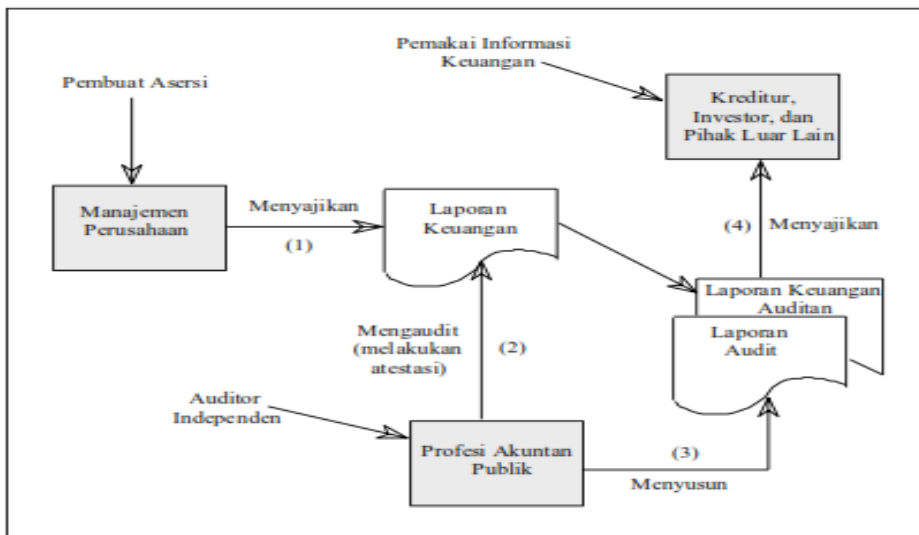 Pemakai Informasi
Keuangan
Pembuat Asersi
Kreditur,
Investor, dan
Pihak Luar Lain
Manajemen
Perusahaan
Menyajikan
(1)
Laporan
Keuangan
(4)
Menyajikan
Laporan Keuangan
Auditan
Laporan
Audit
Mengaudit
(melakukan
atestasi)
(2)
Auditor
Independen
Profesi Akuntan
Publik
(3)
Menyusun